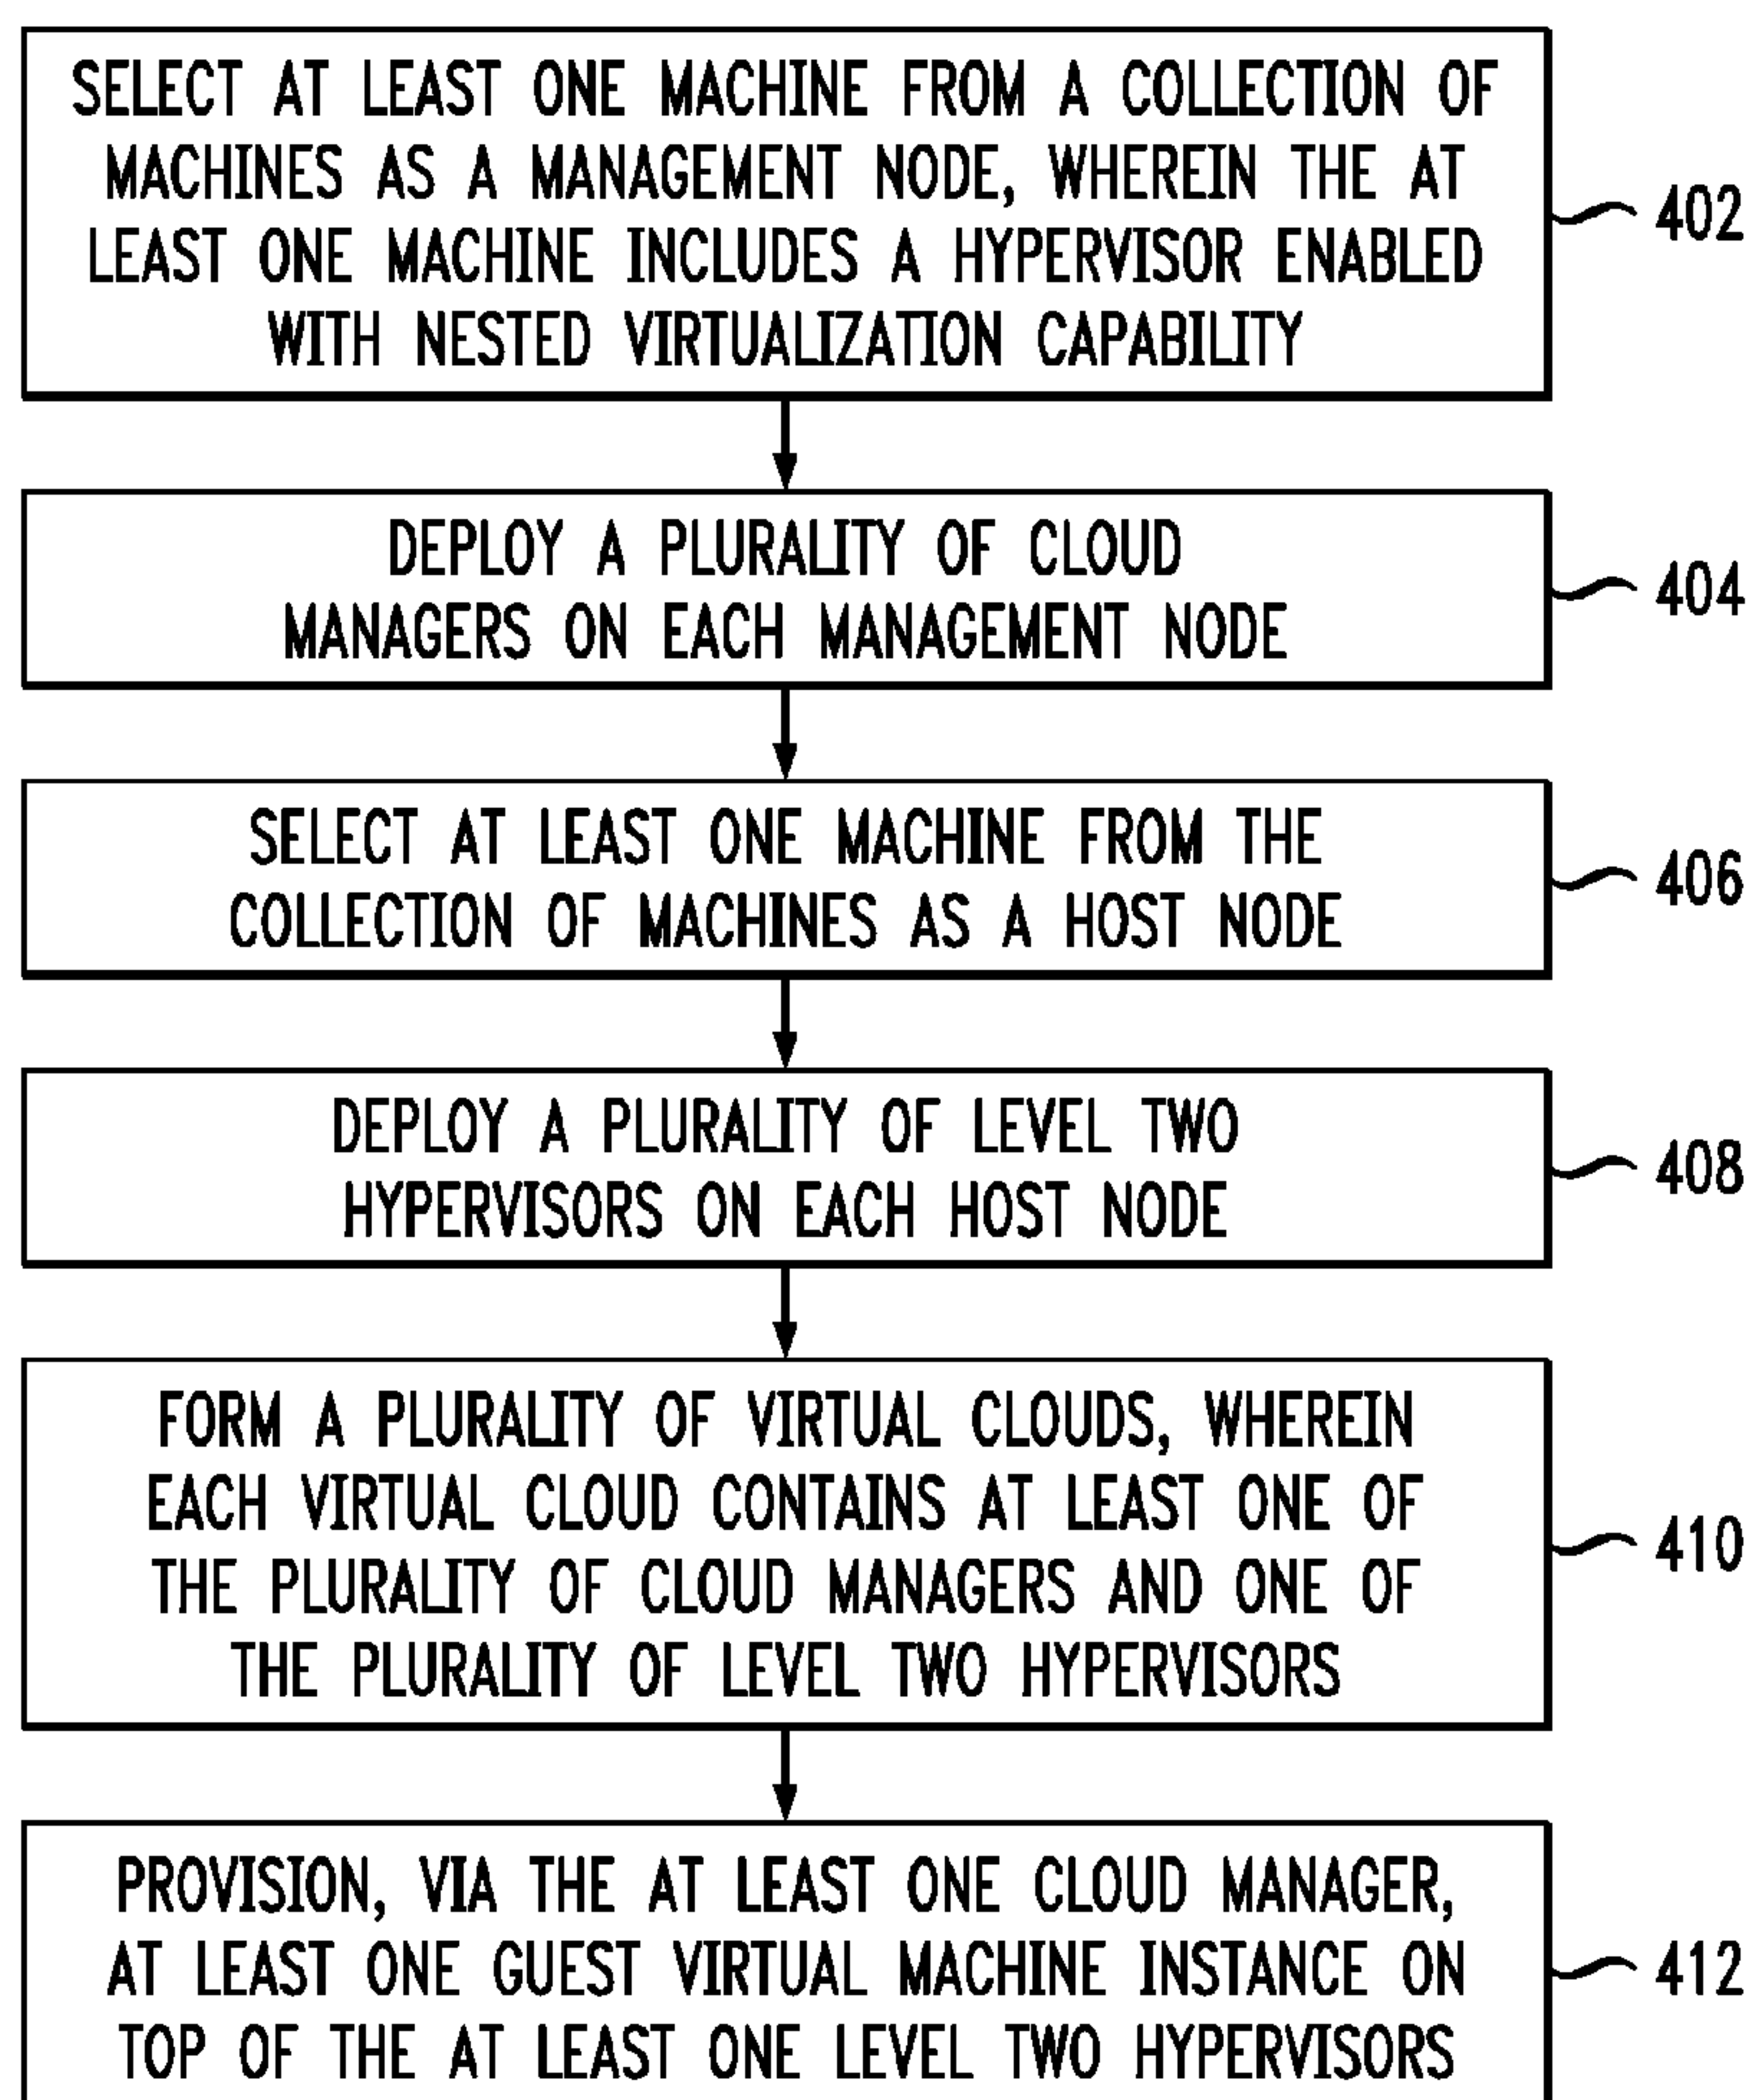 SELECT AT LEAST ONE MACHINE FROM A COLLECTION OF
MACHINES AS A MANAGEMENT NODE, WHEREIN THE AT
LEAST ONE MACHINE INCLUDES A HYPERVISOR ENABLED
WITH NESTED VIRTUALIZATION CAPABILITY
402
DEPLOY A PLURALITY OF CLOUD
MANAGERS ON EACH MANAGEMENT NODE
404
SELECT AT LEAST ONE MACHINE FROM THE
COLLECTION OF MACHINES AS A HOST NODE
406
DEPLOY A PLURALITY OF LEVEL TWO
HYPERVISORS ON EACH HOST NODE
408
FORM A PLURALITY OF VIRTUAL CLOUDS, WHEREIN
EACH VIRTUAL CLOUD CONTAINS AT LEAST ONE OF
THE PLURALITY OF CLOUD MANAGERS AND ONE OF
THE PLURALITY OF LEVEL TWO HYPERVISORS
410
PROVISION, VIA THE AT LEAST ONE CLOUD MANAGER,
AT LEAST ONE GUEST VIRTUAL MACHINE INSTANCE ON
TOP OF THE AT LEAST ONE LEVEL TWO HYPERVISORS
412